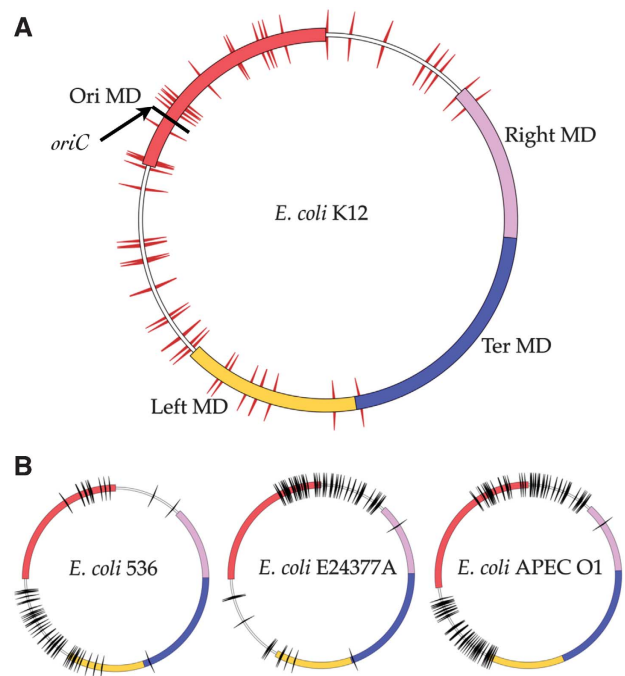 A
Ori MD
oriC
Right MD
E. coli K12
Ter MD
Left MD
B
E. coli 536
E. coli E24377A
E. coli APEC O1